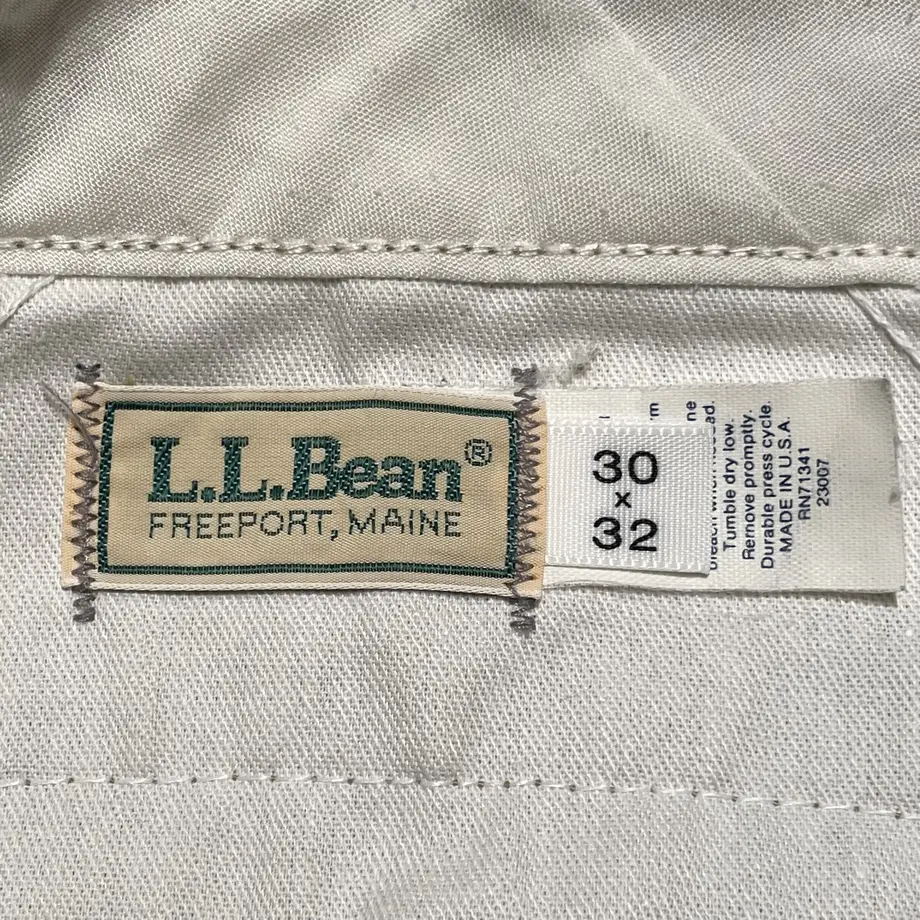 L.L.Bean®
FREEPORT, MAINE
30
x
32
Tumble dry low.
Remove promptly.
Durable press cycle.
MADE IN U.S.A.
RN71341
23007